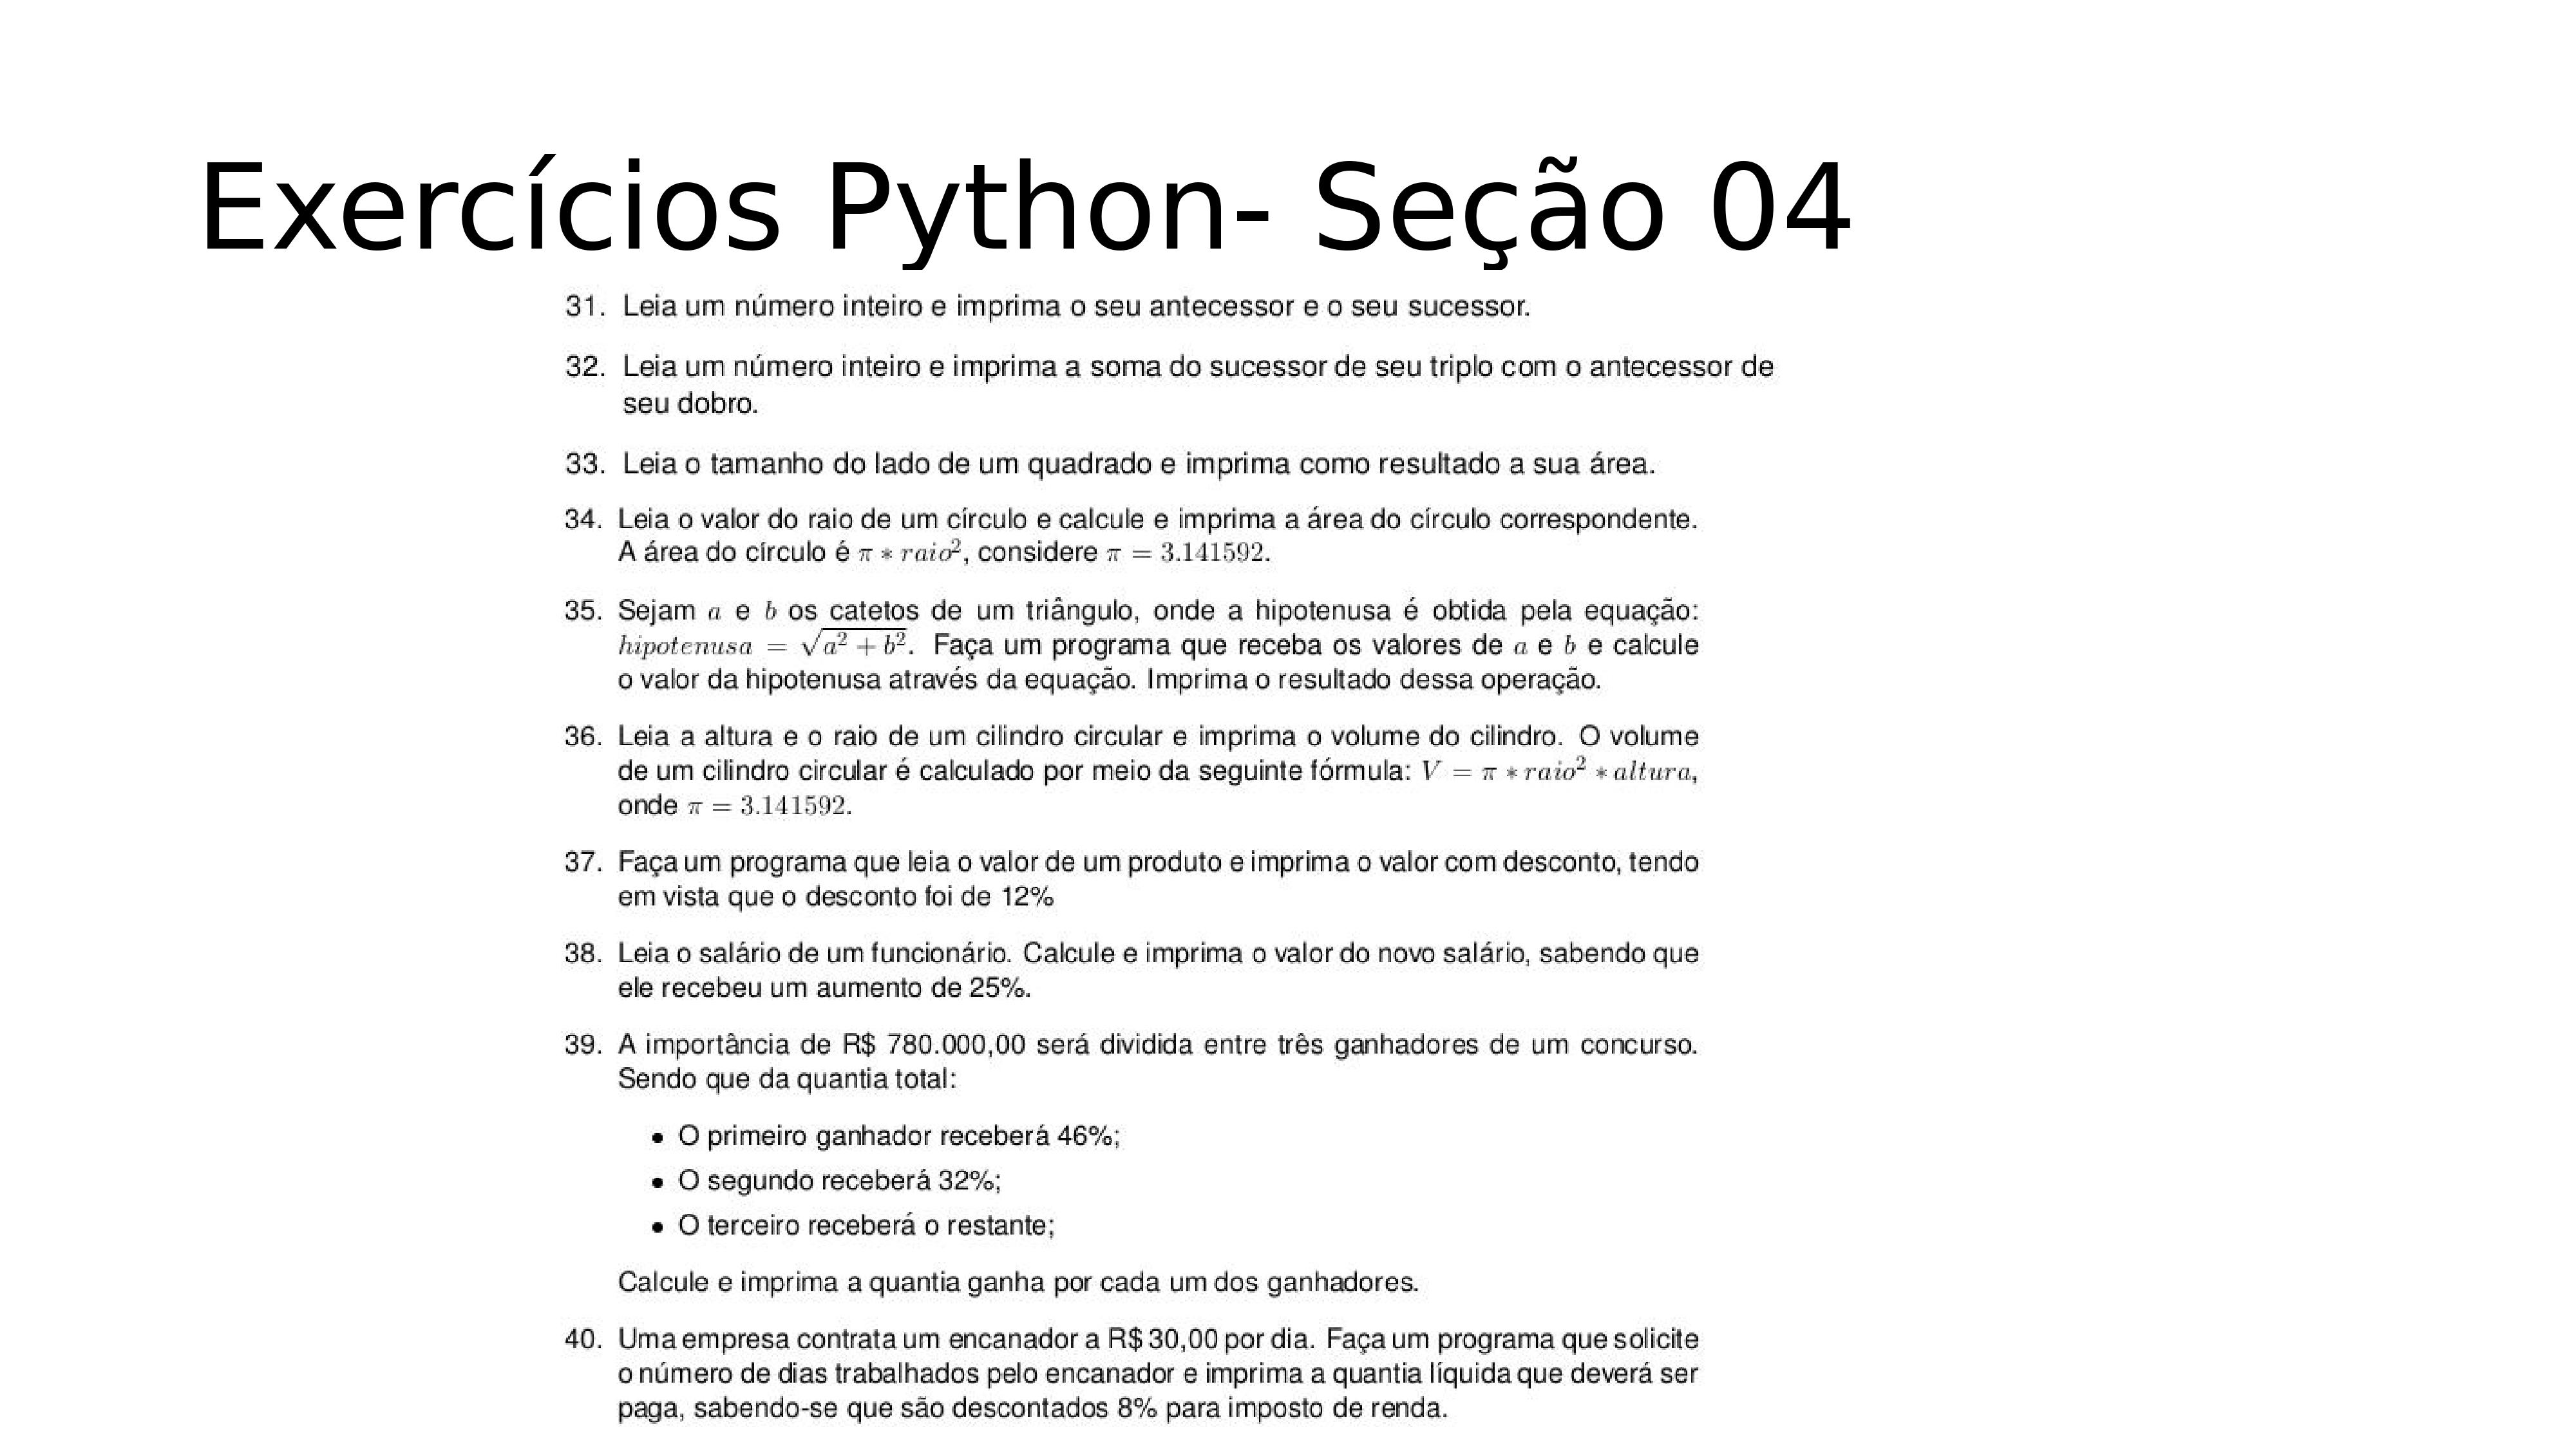 Exercícios Python- Seção 04
31. Leia um número inteiro e imprima o seu antecessor e o seu sucessor.
32. Leia um número inteiro e imprima a soma do sucessor de seu triplo com o antecessor de
seu dobro.
33. Leia o tamanho do lado de um quadrado e imprima como resultado a sua área.
34. Leia o valor do raio de um círculo e calcule e imprima a área do círculo correspondente.
A área do círculo é π ∗ raio², considere π = 3.141592.
35. Sejam a e b os catetos de um triângulo, onde a hipotenusa é obtida pela equação:
hipotenusa = √(a² + b²). Faça um programa que receba os valores de a e b e calcule
o valor da hipotenusa através da equação. Imprima o resultado dessa operação.
36. Leia a altura e o raio de um cilindro circular e imprima o volume do cilindro. O volume
de um cilindro circular é calculado por meio da seguinte fórmula: V = π ∗ raio² ∗ altura,
onde π = 3.141592.
37. Faça um programa que leia o valor de um produto e imprima o valor com desconto, tendo
em vista que o desconto foi de 12%
38. Leia o salário de um funcionário. Calcule e imprima o valor do novo salário, sabendo que
ele recebeu um aumento de 25%.
39. A importância de R$ 780.000,00 será dividida entre três ganhadores de um concurso.
Sendo que da quantia total:
• O primeiro ganhador receberá 46%;
• O segundo receberá 32%;
• O terceiro receberá o restante;
Calcule e imprima a quantia ganha por cada um dos ganhadores.
40. Uma empresa contrata um encanador a R$ 30,00 por dia. Faça um programa que solicite
o número de dias trabalhados pelo encanador e imprima a quantia líquida que deverá ser
paga, sabendo-se que são descontados 8% para imposto de renda.